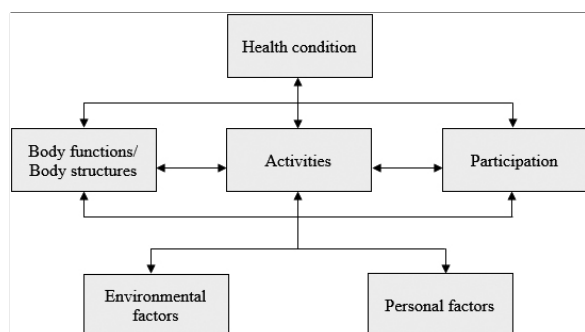 Health condition
Body functions/
Body structures
Activities
Participation
Environmental
factors
Personal factors